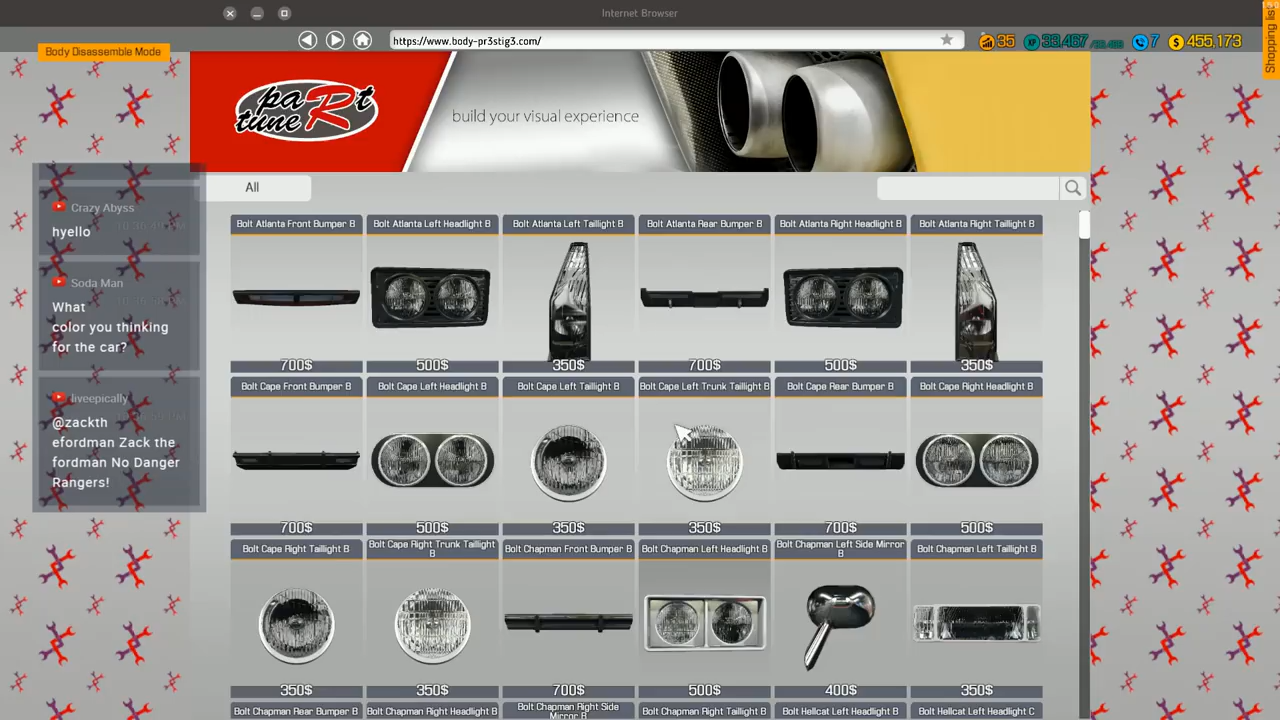 Internet Browser
https://www.body-pr3stig3.com/
35
33,467
7
455,173
Shopping list
Body Disassemble Mode
paRt
tune
build your visual experience
All
Crazy Abyss
hyello
Soda Man
What
color you thinking
for the car?
liveepically
@zackth
efordman Zack the
fordman No Danger
Rangers!
Bolt Atlanta Front Bumper B
Bolt Atlanta Left Headlight B
Bolt Atlanta Left Taillight B
Bolt Atlanta Rear Bumper B
Bolt Atlanta Right Headlight B
Bolt Atlanta Right Taillight B
700$
500$
350$
700$
500$
350$
Bolt Cape Front Bumper B
Bolt Cape Left Headlight B
Bolt Cape Left Taillight B
Bolt Cape Left Trunk Taillight B
Bolt Cape Rear Bumper B
Bolt Cape Right Headlight B
700$
500$
350$
350$
700$
500$
Bolt Cape Right Taillight B
Bolt Cape Right Trunk Taillight
B
Bolt Chapman Front Bumper B
Bolt Chapman Left Headlight B
Bolt Chapman Left Side Mirror
B
Bolt Chapman Left Taillight B
350$
350$
700$
500$
400$
350$
Bolt Chapman Rear Bumper B
Bolt Chapman Right Headlight B
Bolt Chapman Right Side
Mirror B
Bolt Chapman Right Taillight B
Bolt Hellcat Left Headlight B
Bolt Hellcat Left Headlight C